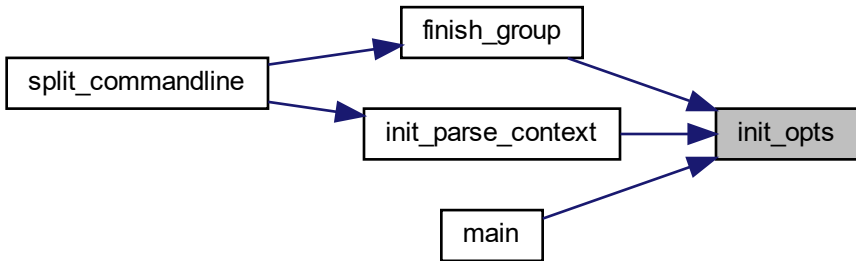 finish_group
split_commandline
init_parse_context
init_opts
main